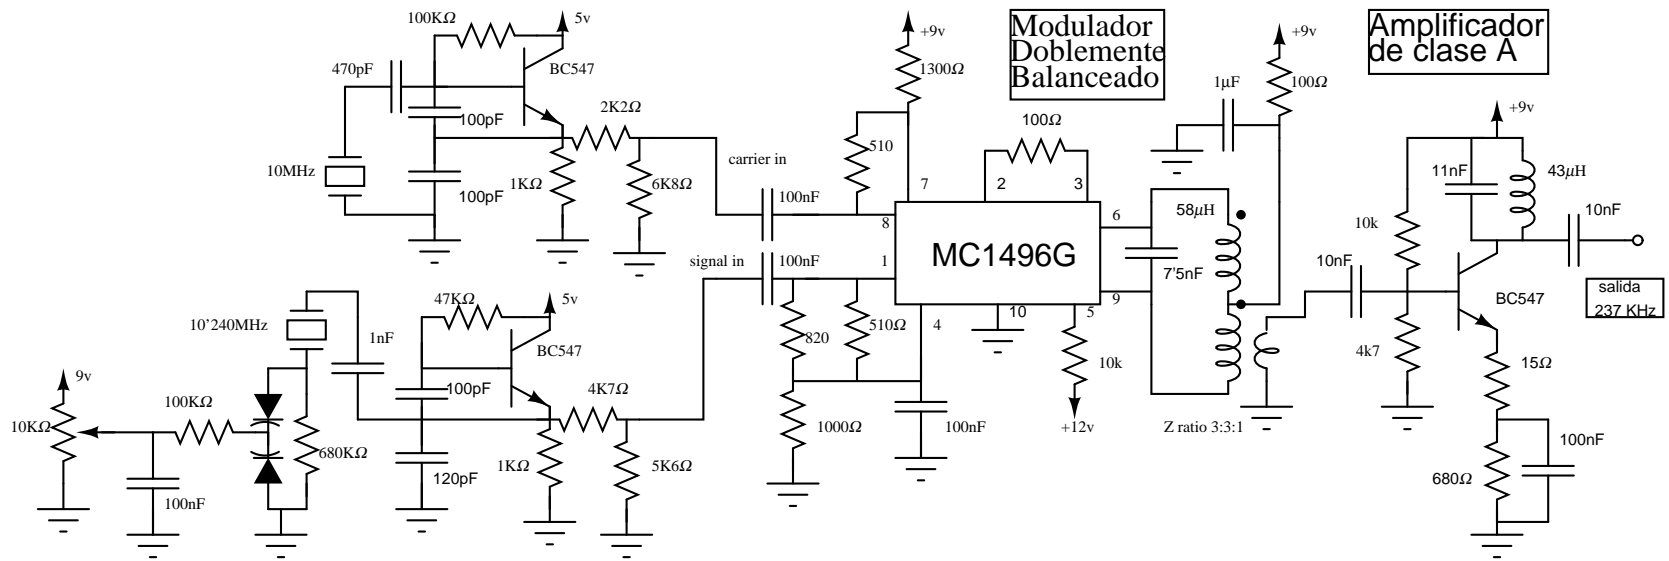 100KΩ
5v
470pF
BC547
100pF
2K2Ω
10MHz
100pF
1KΩ
6K8Ω
carrier in
100nF
signal in
100nF
+9v
1300Ω
510
7
8
1
2
3
100Ω
MC1496G
6
9
4
10
5
Modulador
Doblemente
Balanceado
+9v
1µF
100Ω
58µH
7'5nF
Z ratio 3:3:1
Amplificador
de clase A
+9v
11nF
43µH
10k
10nF
10nF
BC547
salida
237 KHz
4k7
15Ω
680Ω
100nF
10'240MHz
1nF
47KΩ
5v
BC547
100pF
4K7Ω
9v
10KΩ
100KΩ
680KΩ
120pF
1KΩ
5K6Ω
100nF
820
510Ω
1000Ω
100nF
10k
+12v